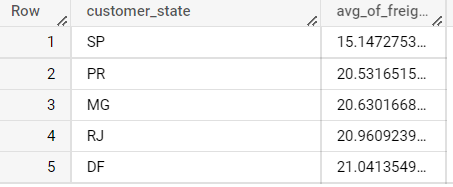 Row customer_state avg_of_freig...
1 SP 15.1472753...
2 PR 20.5316515...
3 MG 20.6301668...
4 RJ 20.9609239...
5 DF 21.0413549...